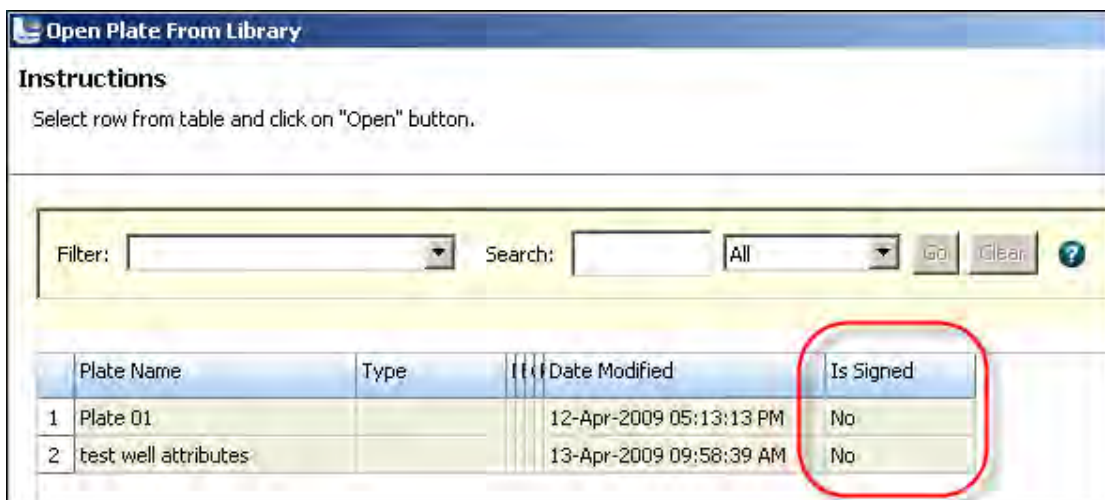 Open Plate From Library
Instructions
Select row from table and click on "Open" button.
Filter: Search: All Go Clear ?
Plate Name Type Date Modified Is Signed
1 Plate 01 12-Apr-2009 05:13:13 PM No
2 test well attributes 13-Apr-2009 09:58:39 AM No